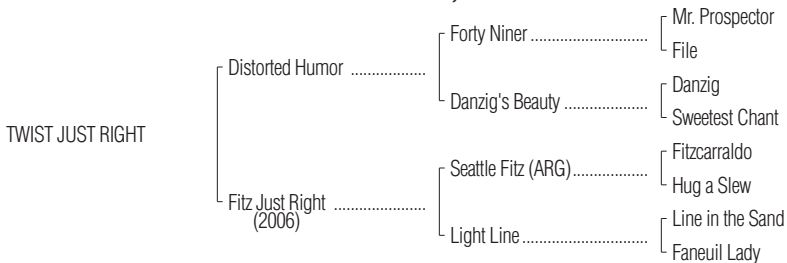 Mr. Prospector
Forty Niner ..........................
File
Distorted Humor ..................
Danzig
Danzig's Beauty ....................
Sweetest Chant
TWIST JUST RIGHT
Fitzcarraldo
Seattle Fitz (ARG)..................
Hug a Slew
Fitz Just Right ......................
(2006)
Line in the Sand
Light Line..............................
Faneuil Lady